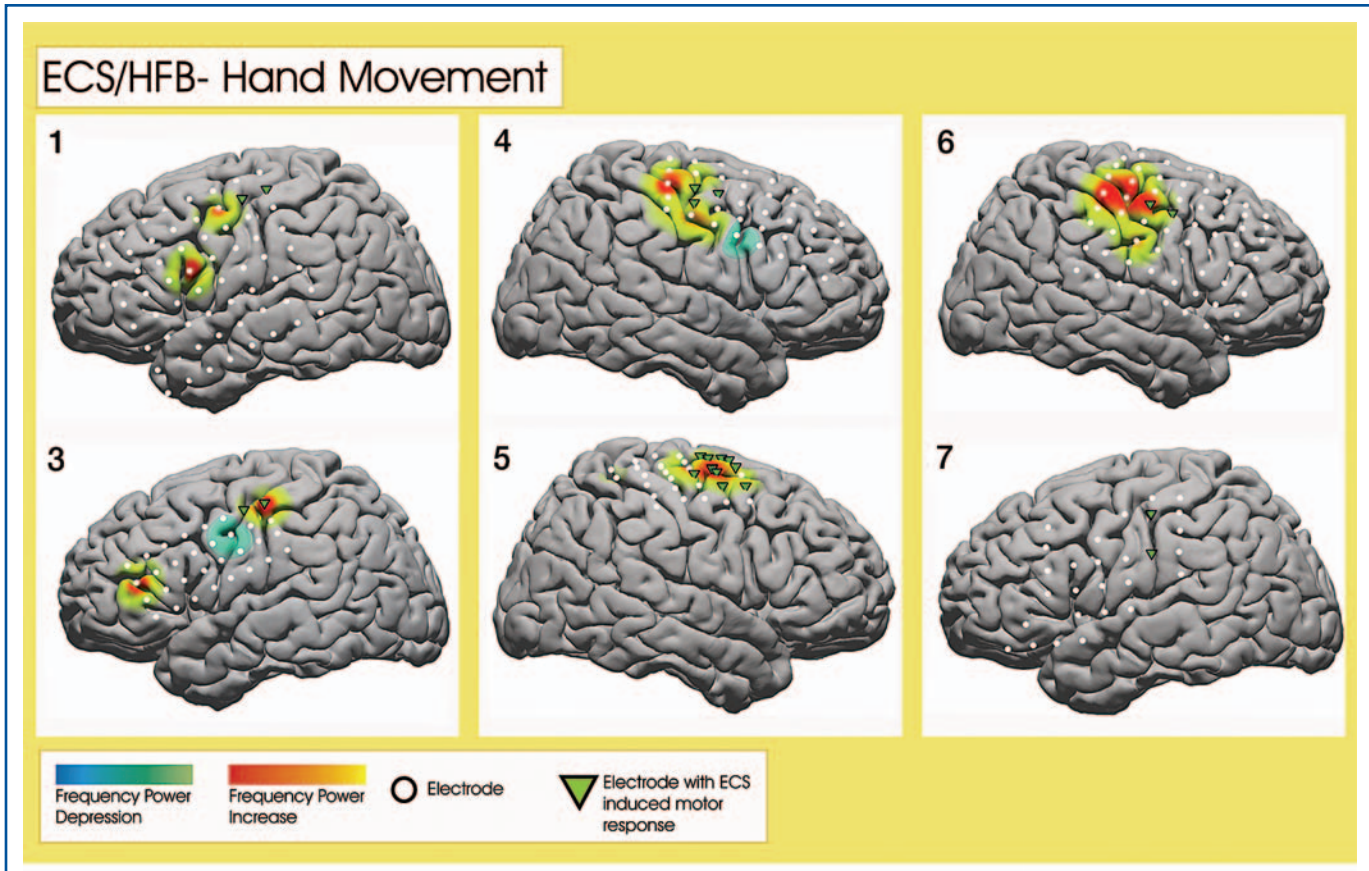 ECS/HFB- Hand Movement
1
4
6
3
5
7
Frequency Power
Depression
Frequency Power
Increase
Electrode
Electrode with ECS
induced motor
response